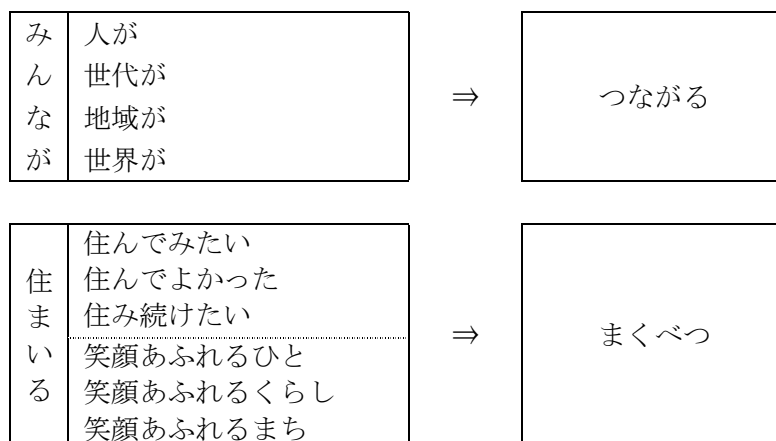 みんなが
人が
世代が
地域が
世界が
⇒
つながる
住まいる
住んでみたい
住んでよかった
住み続けたい
笑顔あふれるひと
笑顔あふれるくらし
笑顔あふれるまち
⇒
まくべつ